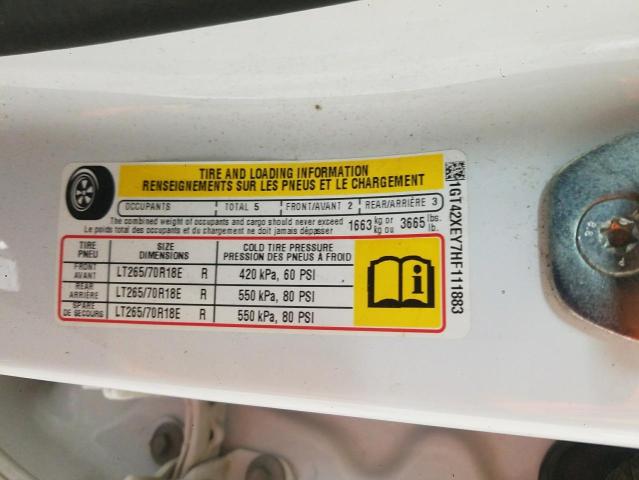 TIRE AND LOADING INFORMATION
RENSEIGNEMENTS SUR LES PNEUS ET LE CHARGEMENT
OCCUPANTS TOTAL 5 FRONT/AVANT 2 REAR/ARRIÈRE 3
The combined weight of occupants and cargo should never exceed 1663 kg or 3665 lbs.
Le poids total des occupants et du chargement ne doit jamais dépasser kg ou lb.
TIRE SIZE COLD TIRE PRESSURE
PNEU DIMENSIONS PRESSION DES PNEUS À FROID
FRONT
AVANT LT265/70R18E R 420 kPa, 60 PSI
REAR
ARRIÈRE LT265/70R18E R 550 kPa, 80 PSI
SPARE
DE SECOURS LT265/70R18E R 550 kPa, 80 PSI
i
1GT42XEY7HF111883